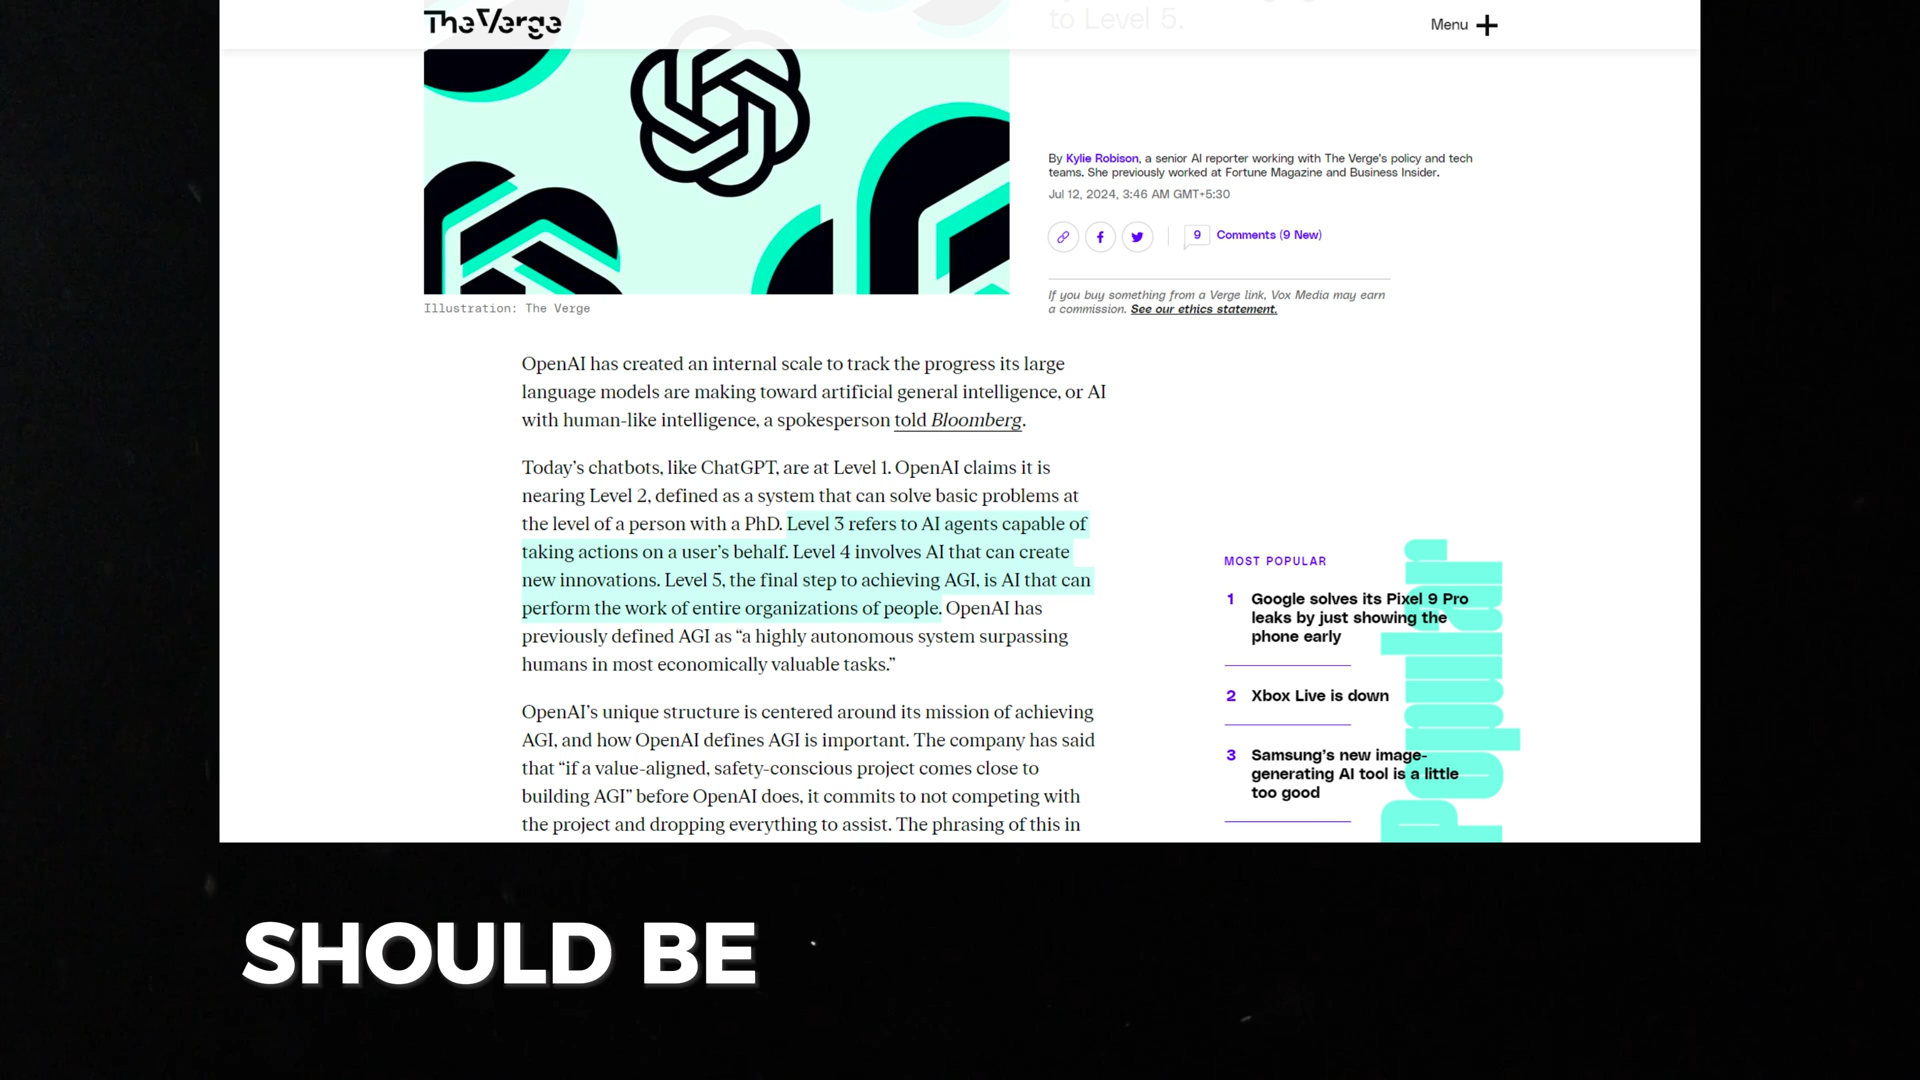 The Verge
to Level 5.
Menu
By Kylie Robison, a senior AI reporter working with The Verge's policy and tech
teams. She previously worked at Fortune Magazine and Business Insider.
Jul 12, 2024, 3:46 AM GMT+5:30
9 Comments (9 New)
If you buy something from a Verge link, Vox Media may earn
a commission. See our ethics statement.
Illustration: The Verge
OpenAI has created an internal scale to track the progress its large
language models are making toward artificial general intelligence, or AI
with human-like intelligence, a spokesperson told Bloomberg.
Today’s chatbots, like ChatGPT, are at Level 1. OpenAI claims it is
nearing Level 2, defined as a system that can solve basic problems at
the level of a person with a PhD. Level 3 refers to AI agents capable of
taking actions on a user’s behalf. Level 4 involves AI that can create
new innovations. Level 5, the final step to achieving AGI, is AI that can
perform the work of entire organizations of people. OpenAI has
previously defined AGI as “a highly autonomous system surpassing
humans in most economically valuable tasks.”
OpenAI’s unique structure is centered around its mission of achieving
AGI, and how OpenAI defines AGI is important. The company has said
that “if a value-aligned, safety-conscious project comes close to
building AGI” before OpenAI does, it commits to not competing with
the project and dropping everything to assist. The phrasing of this in
MOST POPULAR
1 Google solves its Pixel 9 Pro
leaks by just showing the
phone early
2 Xbox Live is down
3 Samsung’s new image-
generating AI tool is a little
too good
Popular
SHOULD BE